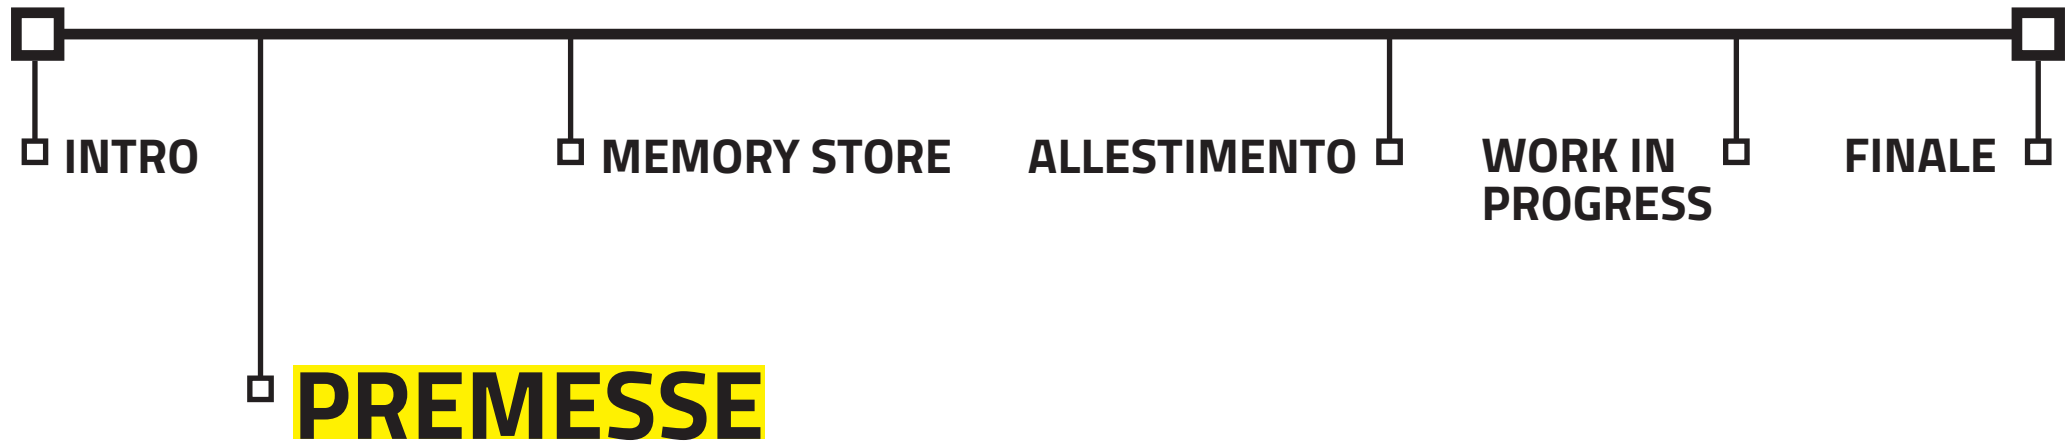 INTRO
MEMORY STORE
ALLESTIMENTO
WORK IN
PROGRESS
FINALE
PREMESSE